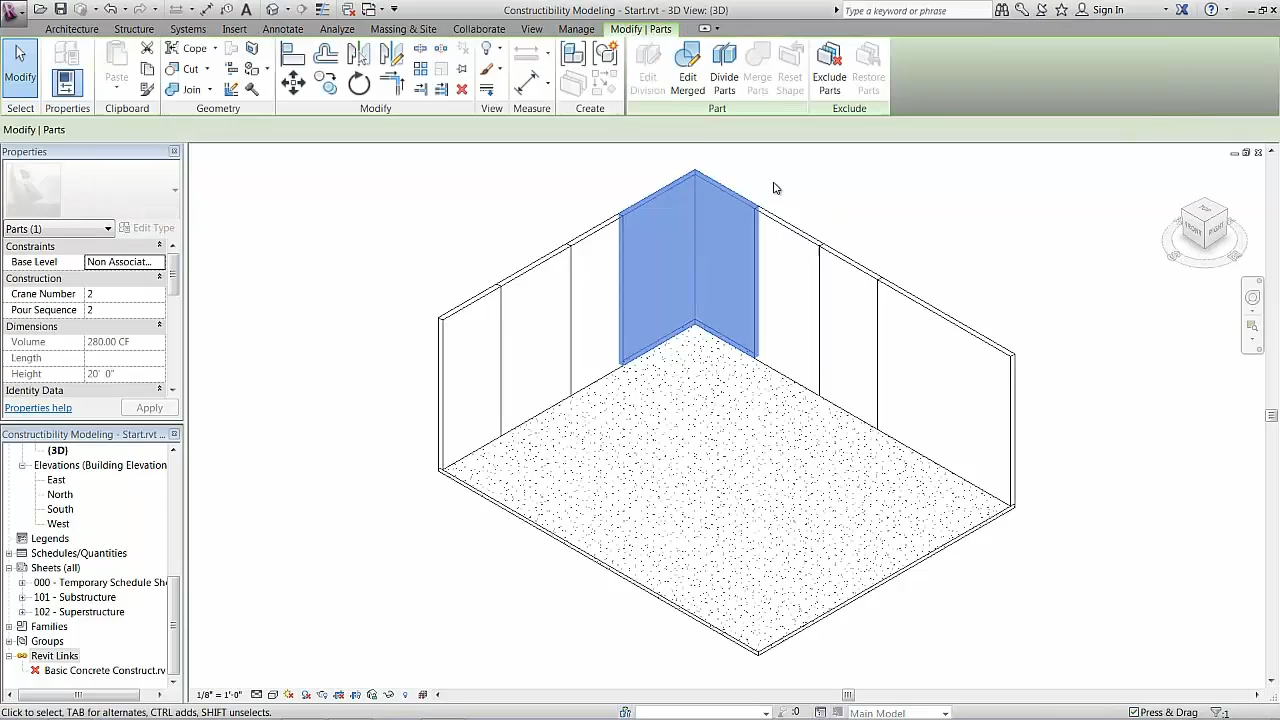 Constructibility Modeling - Start.rvt - 3D View: (3D)
Type a keyword or phrase
Sign In
Architecture Structure Systems Insert Annotate Analyze Massing & Site Collaborate View Manage Modify | Parts
Modify
Paste
Cope
Cut
Join
Edit Division
Edit Merged
Divide Parts
Merge Parts
Reset Shape
Exclude Parts
Restore Parts
Select Properties Clipboard Geometry Modify View Measure Create Part Exclude
Modify | Parts
Properties
Parts (1)
Edit Type
Constraints
Base Level Non Associat...
Construction
Crane Number 2
Pour Sequence 2
Dimensions
Volume 280.00 CF
Length
Height 20' 0"
Identity Data
Properties help Apply
Constructibility Modeling - Start.rvt ...
(3D)
Elevations (Building Elevation
East
North
South
West
Legends
Schedules/Quantities
Sheets (all)
000 - Temporary Schedule Sh
101 - Substructure
102 - Superstructure
Families
Groups
Revit Links
Basic Concrete Construct.rv
TOP
FRONT
RIGHT
1/8" = 1'-0"
Click to select, TAB for alternates, CTRL adds, SHIFT unselects.
:0
Main Model
Press & Drag
:1